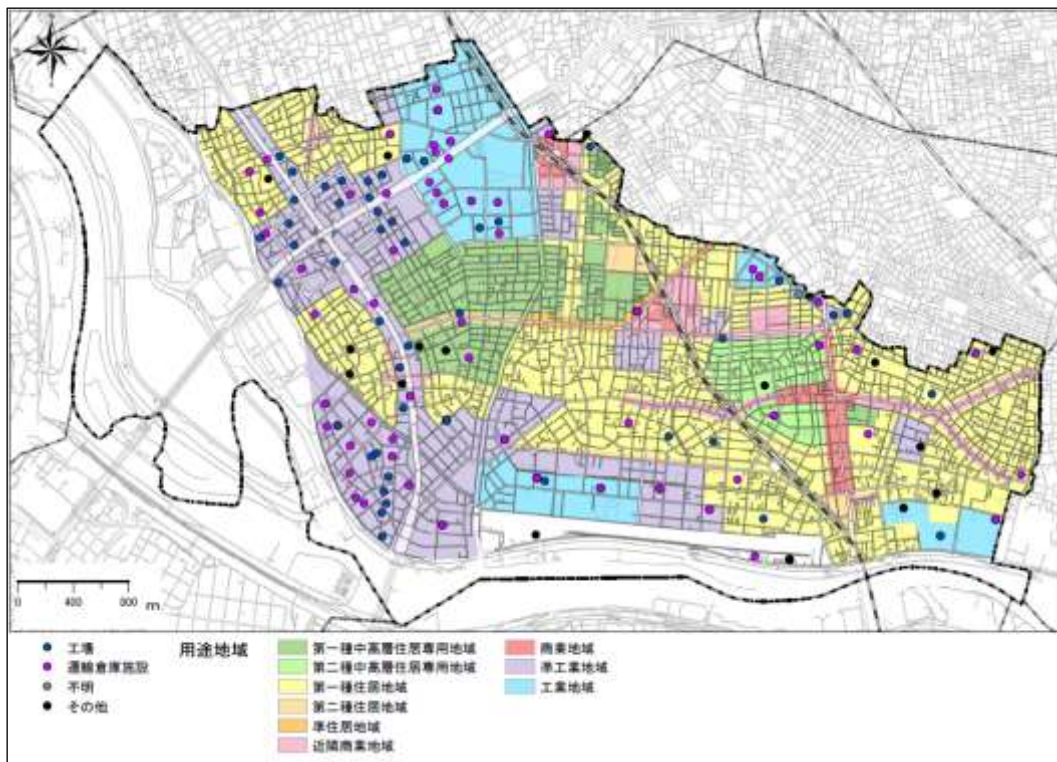 0 400 800 m
工場
運輸倉庫施設
不明
その他
用途地域
第一種中高層住居専用地域
第二種中高層住居専用地域
第一種住居地域
第二種住居地域
準住居地域
近隣商業地域
商業地域
準工業地域
工業地域